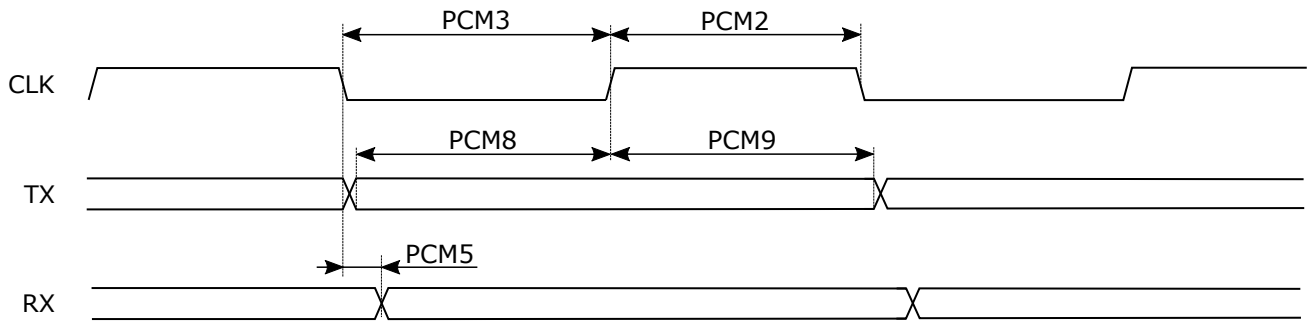 PCM3 PCM2
CLK
PCM8 PCM9
TX
PCM5
RX